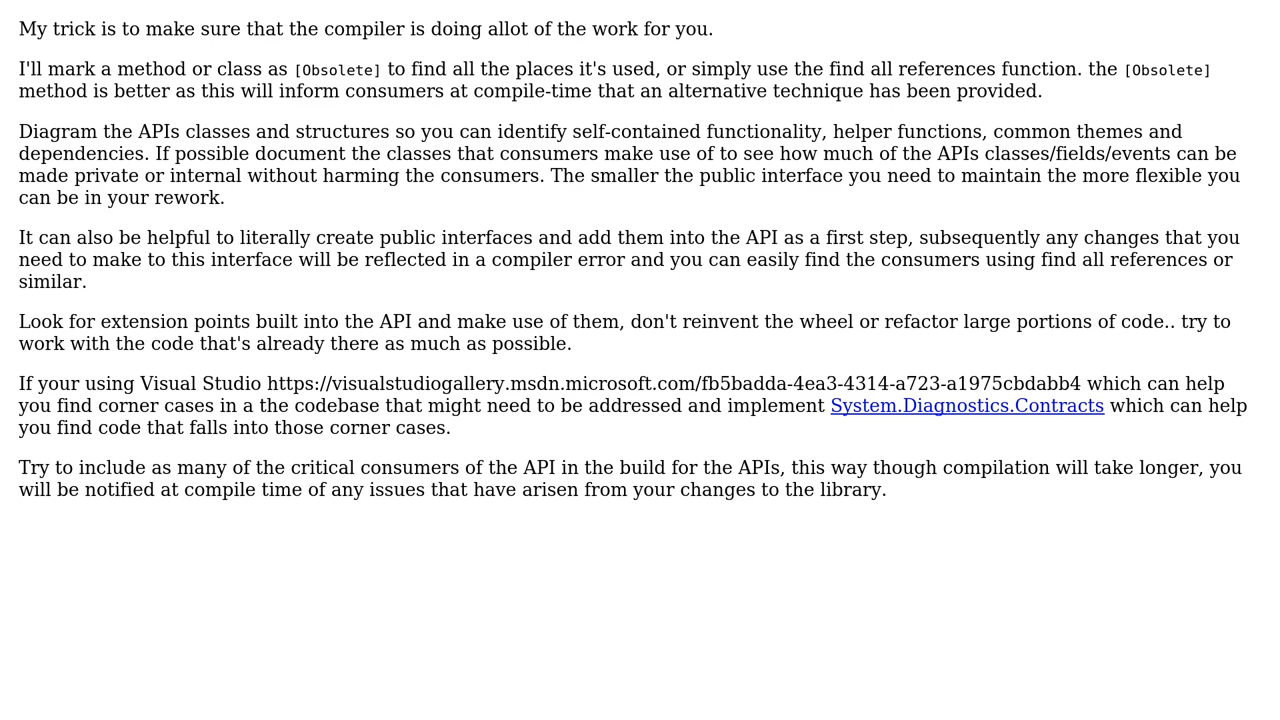 My trick is to make sure that the compiler is doing allot of the work for you.
I'll mark a method or class as [Obsolete] to find all the places it's used, or simply use the find all references function. the [Obsolete]
method is better as this will inform consumers at compile-time that an alternative technique has been provided.
Diagram the APIs classes and structures so you can identify self-contained functionality, helper functions, common themes and
dependencies. If possible document the classes that consumers make use of to see how much of the APIs classes/fields/events can be
made private or internal without harming the consumers. The smaller the public interface you need to maintain the more flexible you
can be in your rework.
It can also be helpful to literally create public interfaces and add them into the API as a first step, subsequently any changes that you
need to make to this interface will be reflected in a compiler error and you can easily find the consumers using find all references or
similar.
Look for extension points built into the API and make use of them, don't reinvent the wheel or refactor large portions of code.. try to
work with the code that's already there as much as possible.
If your using Visual Studio https://visualstudiogallery.msdn.microsoft.com/fb5badda-4ea3-4314-a723-a1975cbdabb4 which can help
you find corner cases in a the codebase that might need to be addressed and implement System.Diagnostics.Contracts which can help
you find code that falls into those corner cases.
Try to include as many of the critical consumers of the API in the build for the APIs, this way though compilation will take longer, you
will be notified at compile time of any issues that have arisen from your changes to the library.